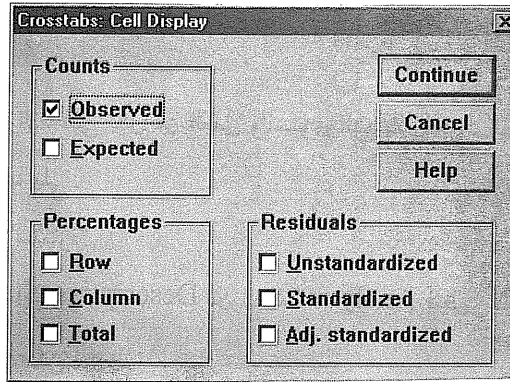 Crosstabs: Cell Display
Counts
Observed
Expected
Continue
Cancel
Help
Percentages
Row
Column
Total
Residuals
Unstandardized
Standardized
Adj. standardized